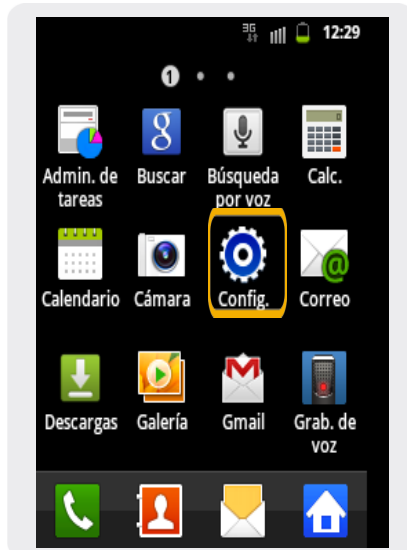 3G 12:29
1
Admin. de Buscar Búsqueda Calc.
tareas por voz
Calendario Cámara Config. Correo
Descargas Galería Gmail Grab. de
voz